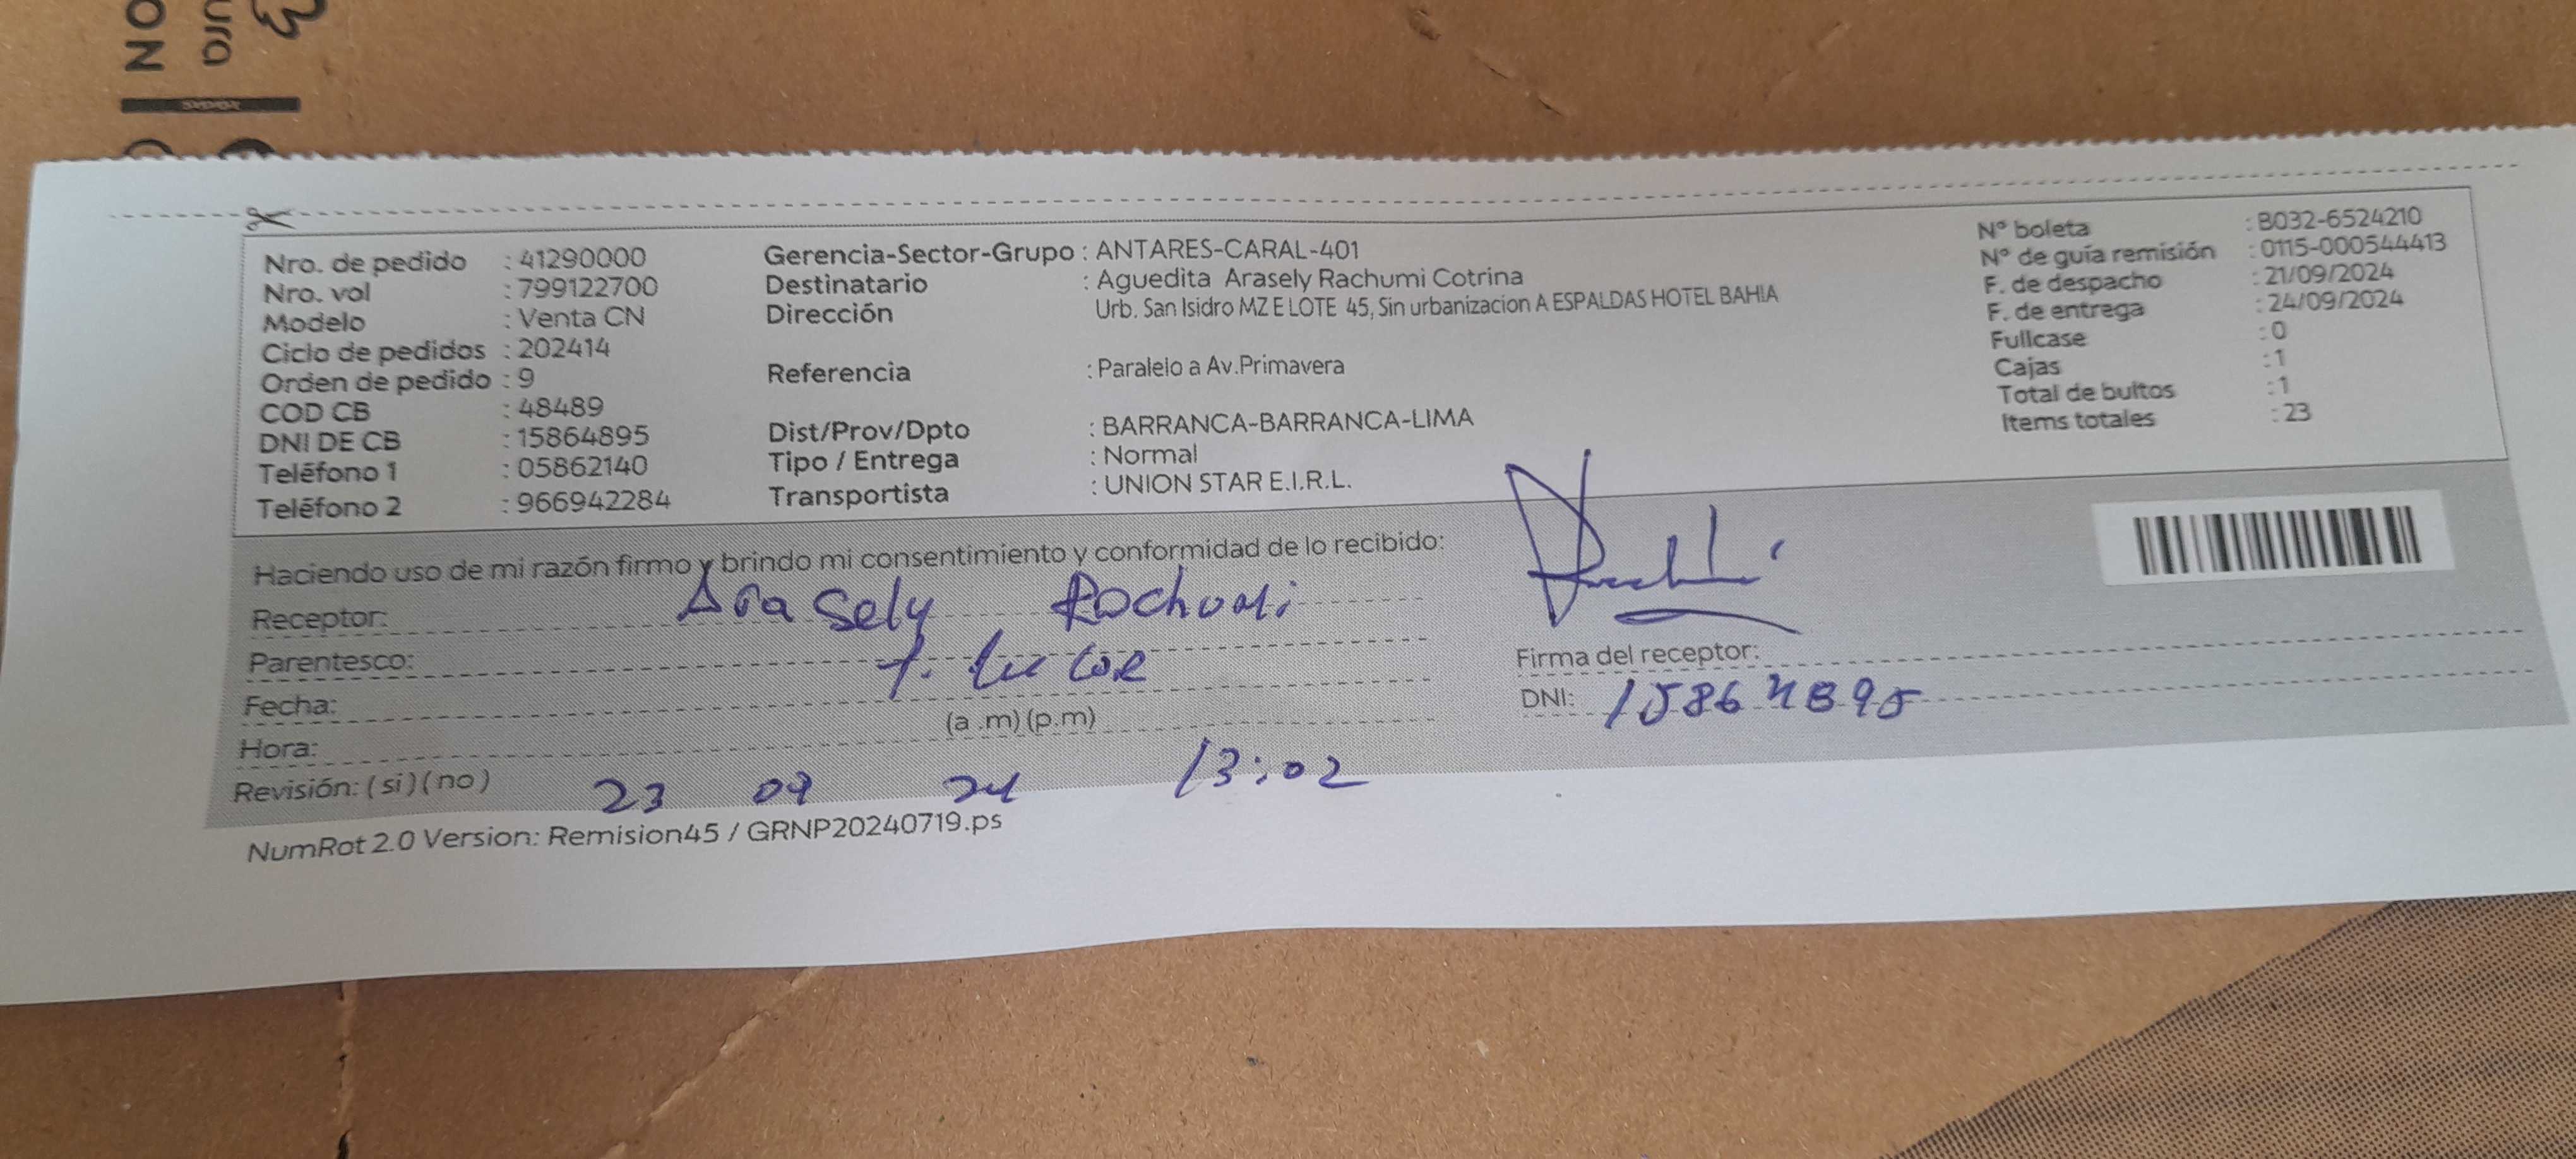 Nro. de pedido : 41290000
Nro. vol : 799122700
Modelo : Venta CN
Ciclo de pedidos : 202414
Orden de pedido : 9
COD CB : 48489
DNI DE CB : 15864895
Teléfono 1 : 05862140
Teléfono 2 : 966942284
Gerencia-Sector-Grupo : ANTARES-CARAL-401
Destinatario : Aguedita Arasely Rachumi Cotrina
Dirección Urb. San Isidro MZ E LOTE 45, Sin urbanizacion A ESPALDAS HOTEL BAHIA
Referencia : Paralelo a Av.Primavera
Dist/Prov/Dpto : BARRANCA-BARRANCA-LIMA
Tipo / Entrega : Normal
Transportista : UNION STAR E.I.R.L.
N° boleta : B032-6524210
N° de guía remisión : 0115-000544413
F. de despacho : 21/09/2024
F. de entrega : 24/09/2024
Fullcase : 0
Cajas : 1
Total de bultos : 1
Items totales : 23
Haciendo uso de mi razón firmo y brindo mi consentimiento y conformidad de lo recibido:
Receptor: Arasely Rachumi
Parentesco: titular
Fecha:
Hora: (a .m) (p.m)
Revisión: ( si ) ( no )
23 09 24 13:02
Firma del receptor:
DNI: 15864895
NumRot 2.0 Version: Remision45 / GRNP20240719.ps